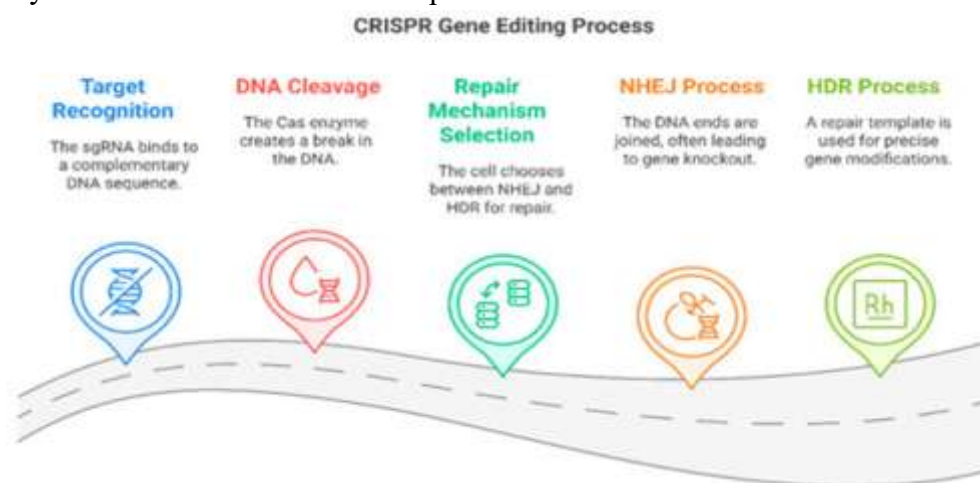 CRISPR Gene Editing Process
Target
Recognition
The sgRNA binds to
a complementary
DNA sequence.
DNA Cleavage
The Cas enzyme
creates a break in
the DNA.
Repair
Mechanism
Selection
The cell chooses
between NHEJ and
HDR for repair.
NHEJ Process
The DNA ends are
joined, often leading
to gene knockout.
HDR Process
A repair template is
used for precise
gene modifications.
Rh